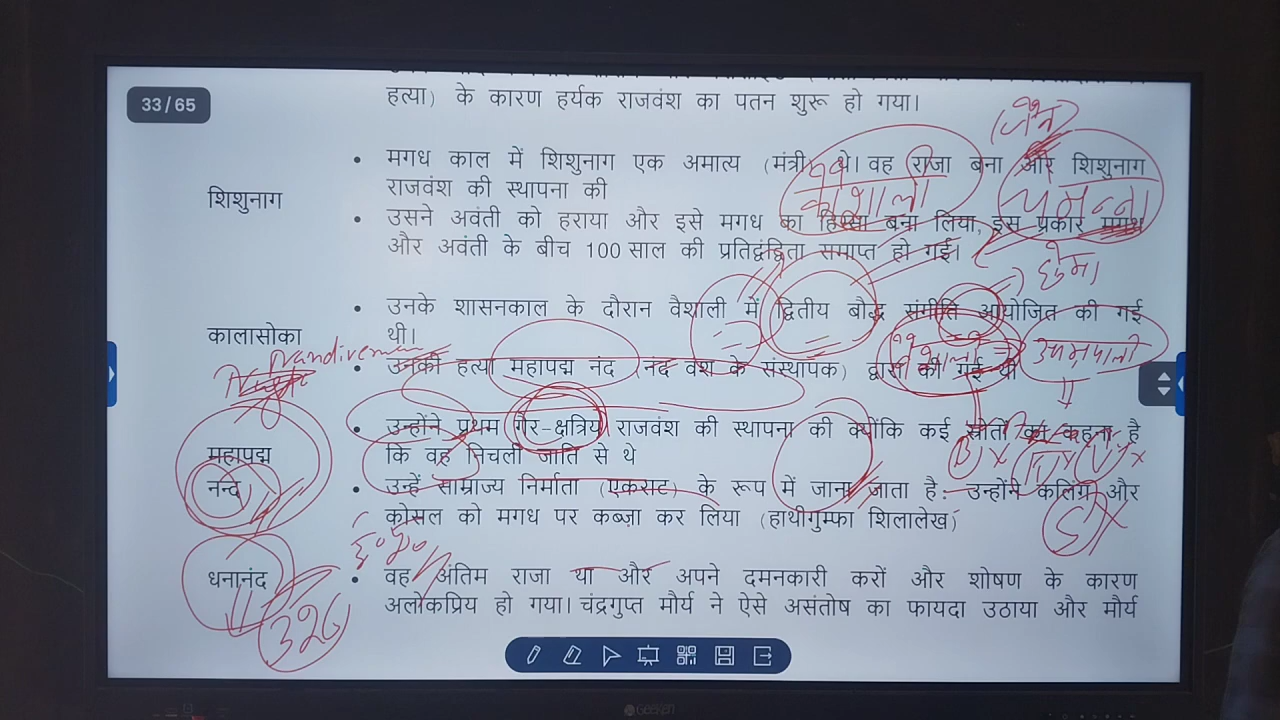 33/65
हत्या) के कारण हर्यक राजवंश का पतन शुरू हो गया।
शिशुनाग
• मगध काल में शिशुनाग एक अमात्य (मंत्री) थे। वह राजा बना और शिशुनाग
राजवंश की स्थापना की
• उसने अवंती को हराया और इसे मगध का हिस्सा बना लिया, इस प्रकार मगध
और अवंती के बीच 100 साल की प्रतिद्वंद्विता समाप्त हो गई।
कालासोका
• उनके शासनकाल के दौरान वैशाली में द्वितीय बौद्ध संगीति आयोजित की गई
थी।
• उनकी हत्या महापद्म नंद (नंद वंश के संस्थापक) द्वारा की गई थी
महापद्म
नन्द
• उन्होंने प्रथम गैर-क्षत्रिय राजवंश की स्थापना की क्योंकि कई स्रोतों का कहना है
कि वह निचली जाति से थे
• उन्हें साम्राज्य निर्माता (एकराट) के रूप में जाना जाता है: उन्होंने कलिंग और
कोसल को मगध पर कब्ज़ा कर लिया (हाथीगुम्फा शिलालेख)
धनानंद
• वह अंतिम राजा था और अपने दमनकारी करों और शोषण के कारण
अलोकप्रिय हो गया। चंद्रगुप्त मौर्य ने ऐसे असंतोष का फायदा उठाया और मौर्य
326